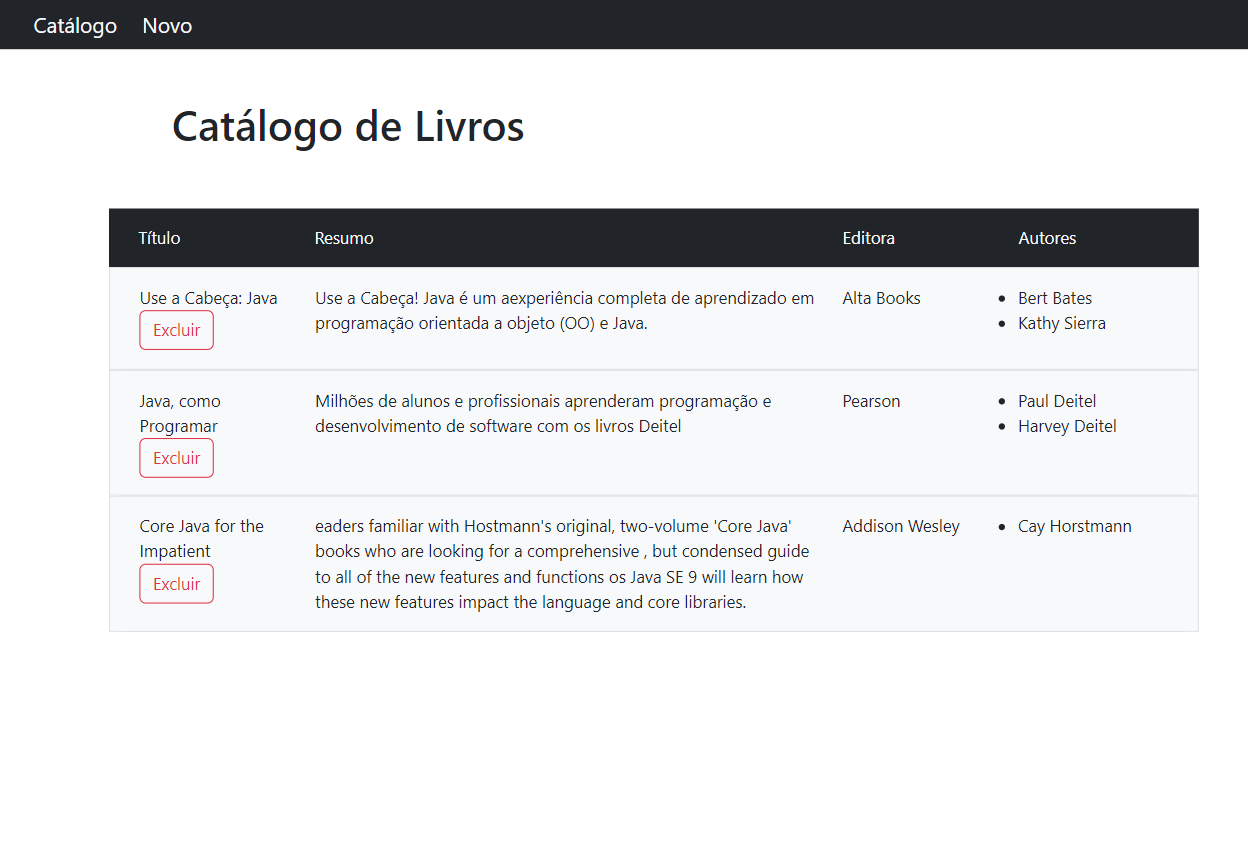 Catálogo Novo
Catálogo de Livros
Título Resumo Editora Autores
Use a Cabeça: Java
Excluir
Use a Cabeça! Java é um aexperiência completa de aprendizado em
programação orientada a objeto (OO) e Java.
Alta Books
Bert Bates
Kathy Sierra
Java, como
Programar
Excluir
Milhões de alunos e profissionais aprenderam programação e
desenvolvimento de software com os livros Deitel
Pearson
Paul Deitel
Harvey Deitel
Core Java for the
Impatient
Excluir
eaders familiar with Hostmann's original, two-volume 'Core Java'
books who are looking for a comprehensive , but condensed guide
to all of the new features and functions os Java SE 9 will learn how
these new features impact the language and core libraries.
Addison Wesley
Cay Horstmann